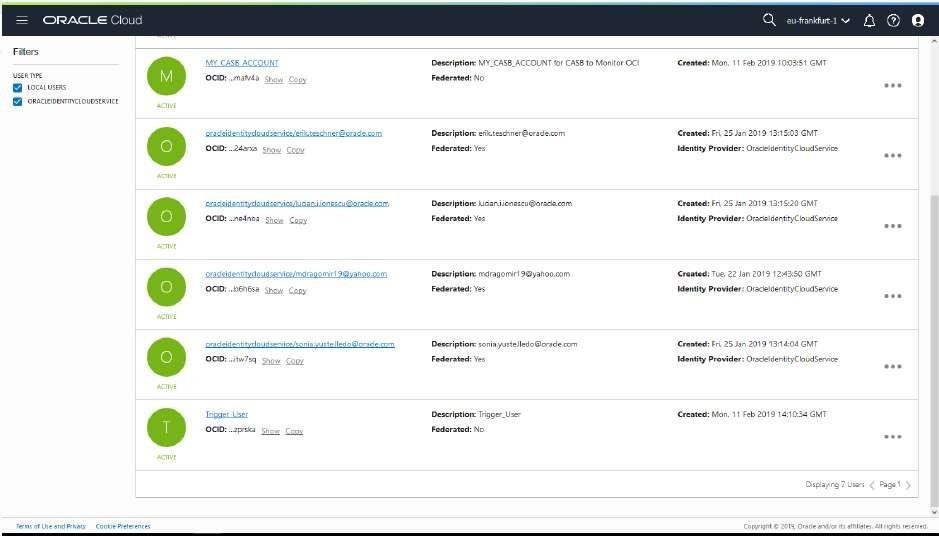 ORACLE Cloud
eu-frankfurt-1
Filters
USER TYPE
LOCAL USERS
ORACLEIDENTITYCLOUDSERVICE
M
ACTIVE
MY_CASB_ACCOUNT
OCID: ...mafv4a Show Copy
Description: MY_CASB_ACCOUNT for CASB to Monitor OCI
Federated: No
Created: Mon, 11 Feb 2019 10:03:51 GMT
O
ACTIVE
oracleidentitycloudservice/erik.teschner@oracle.com
OCID: ...24anxa Show Copy
Description: erik.teschner@oracle.com
Federated: Yes
Created: Fri, 25 Jan 2019 13:15:03 GMT
Identity Provider: OracleIdentityCloudService
O
ACTIVE
oracleidentitycloudservice/lucian.i.ionescu@oracle.com
OCID: Show Copy
Description: lucian.i.ionescu@oracle.com
Federated: Yes
Created: Fri, 25 Jan 2019 13:15:20 GMT
Identity Provider: OracleIdentityCloudService
O
ACTIVE
oracleidentitycloudservice/mdragomir19@yahoo.com
OCID: ...b6h6sa Show Copy
Description: mdragomir19@yahoo.com
Federated: Yes
Created: Tue, 22 Jan 2019 12:43:50 GMT
Identity Provider: OracleIdentityCloudService
O
ACTIVE
oracleidentitycloudservice/sonia.yuste.lledo@oracle.com
OCID: Show Copy
Description: sonia.yuste.lledo@oracle.com
Federated: Yes
Created: Fri, 25 Jan 2019 13:14:04 GMT
Identity Provider: OracleIdentityCloudService
T
ACTIVE
Trigger_User
OCID: ...zprska Show Copy
Description: Trigger_User
Federated: No
Created: Mon, 11 Feb 2019 14:10:34 GMT
Displaying 7 Users < Page 1 >
Terms of Use and Privacy Cookie Preferences
Copyright © 2019, Oracle and/or its affiliates. All rights reserved.